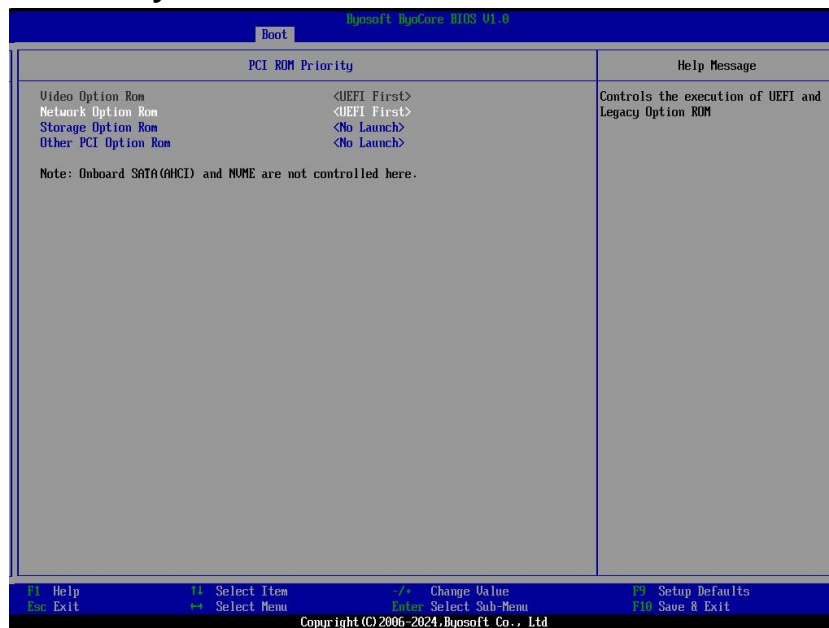 Byosoft ByoCore BIOS V1.0
Boot
PCI ROM Priority
Help Message
Video Option Rom <UEFI First>
Network Option Rom <UEFI First>
Storage Option Rom <No Launch>
Other PCI Option Rom <No Launch>
Note: Onboard SATA(AHCI) and NVME are not controlled here.
Controls the execution of UEFI and
Legacy Option ROM
F1 Help ↑↓ Select Item -/+ Change Value F9 Setup Defaults
Esc Exit ↔ Select Menu Enter Select Sub-Menu F10 Save & Exit
Copyright(C)2006-2024,Byosoft Co., Ltd